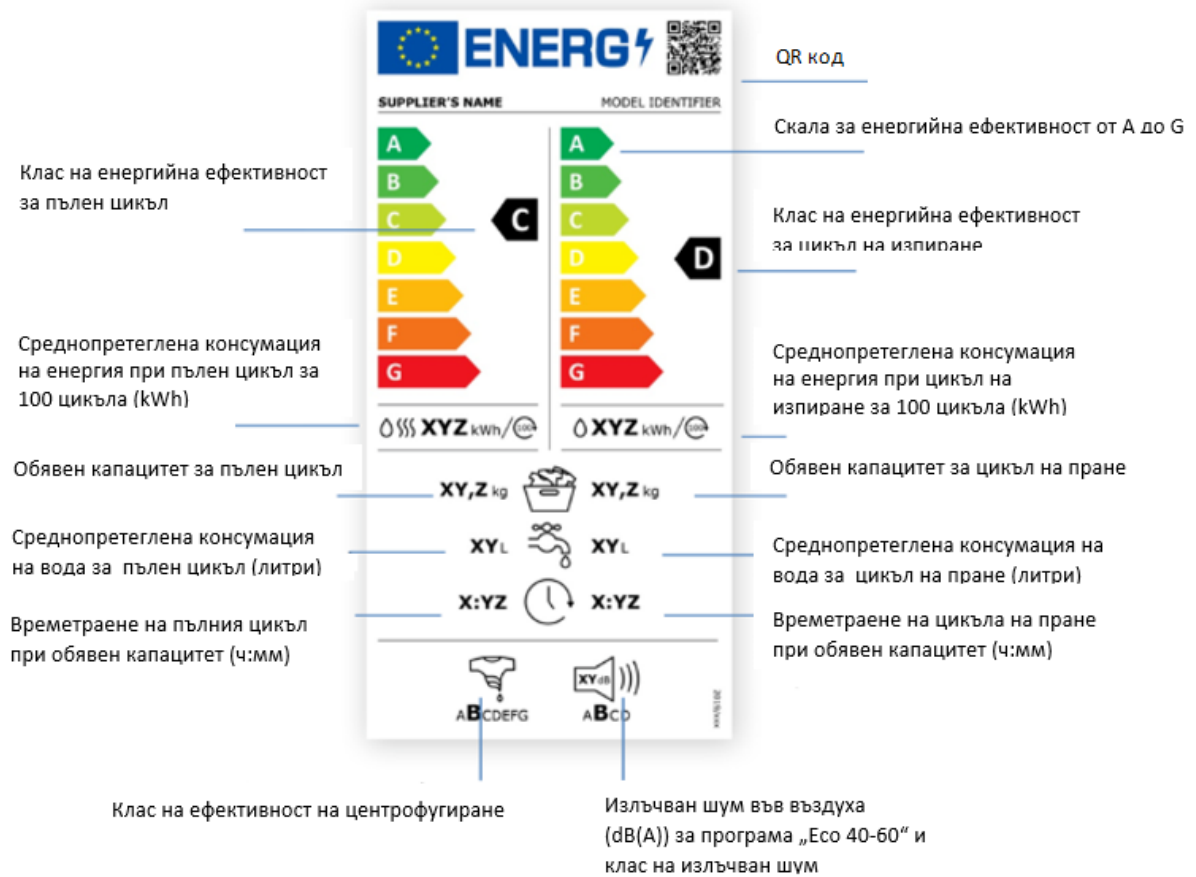 ENERG
QR код
SUPPLIER'S NAME
MODEL IDENTIFIER
Скала за енергийна ефективност от A до G
A
B
C
D
E
F
G
C
A
B
C
D
E
F
G
D
Клас на енергийна ефективност
за пълен цикъл
Клас на енергийна ефективност
за цикъл на изпиране
Среднопретеглена консумация
на енергия при пълен цикъл за
100 цикъла (kWh)
XYZ kWh/100
XYZ kWh/100
Среднопретеглена консумация
на енергия при цикъл на
изпиране за 100 цикъла (kWh)
Обявен капацитет за пълен цикъл
XY,Z kg
XY,Z kg
Обявен капацитет за цикъл на пране
Среднопретеглена консумация
на вода за пълен цикъл (литри)
XY L
XY L
Среднопретеглена консумация на
вода за цикъл на пране (литри)
Времетраене на пълния цикъл
при обявен капацитет (ч:мм)
X:YZ
X:YZ
Времетраене на цикъла на пране
при обявен капацитет (ч:мм)
ABCDEFG
XY dB
ABCD
2019/xxx
Клас на ефективност на центрофугиране
Излъчван шум във въздуха
(dB(A)) за програма „Eco 40-60“ и
клас на излъчван шум